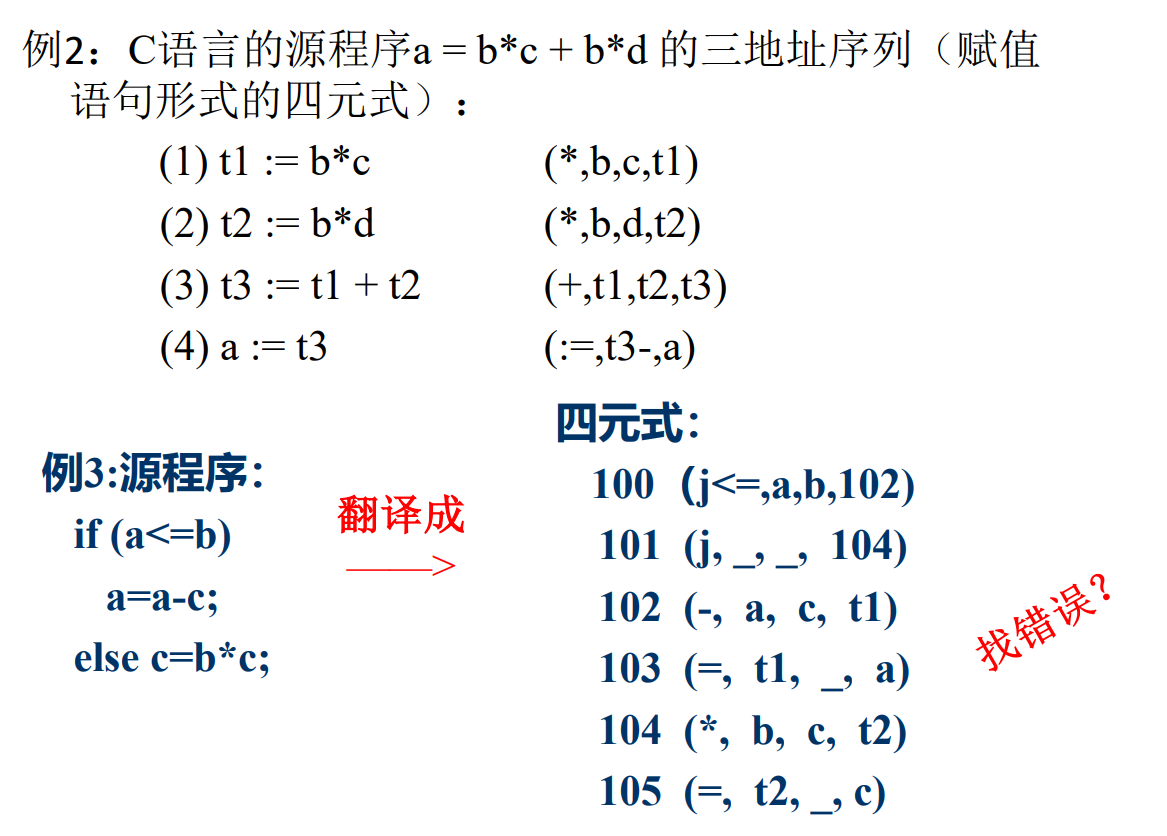 例2：C语言的源程序a = b*c + b*d 的三地址序列（赋值
语句形式的四元式）：
(1) t1 := b*c (*,b,c,t1)
(2) t2 := b*d (*,b,d,t2)
(3) t3 := t1 + t2 (+,t1,t2,t3)
(4) a := t3 (:=,t3-,a)
例3:源程序：
if (a<=b)
a=a-c;
else c=b*c;
翻译成
——>
四元式：
100 （j<=,a,b,102)
101 (j, _, _, 104)
102 (-, a, c, t1)
103 (=, t1, _, a)
104 (*, b, c, t2)
105 (=, t2, _, c)
找错误？